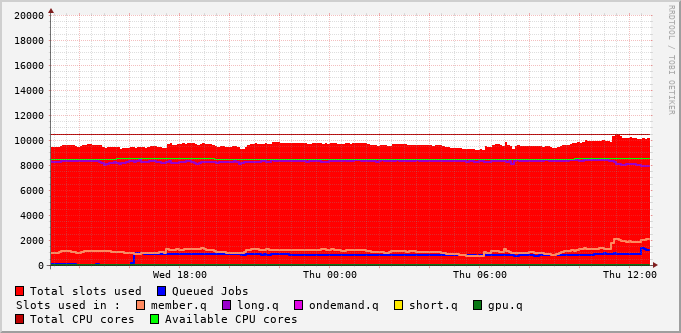 RRDTOOL / TOBI OETIKER
20000
18000
16000
14000
12000
10000
8000
6000
4000
2000
0
Wed 18:00 Thu 00:00 Thu 06:00 Thu 12:00
Total slots used Queued Jobs
Slots used in : member.q long.q ondemand.q short.q gpu.q
Total CPU cores Available CPU cores